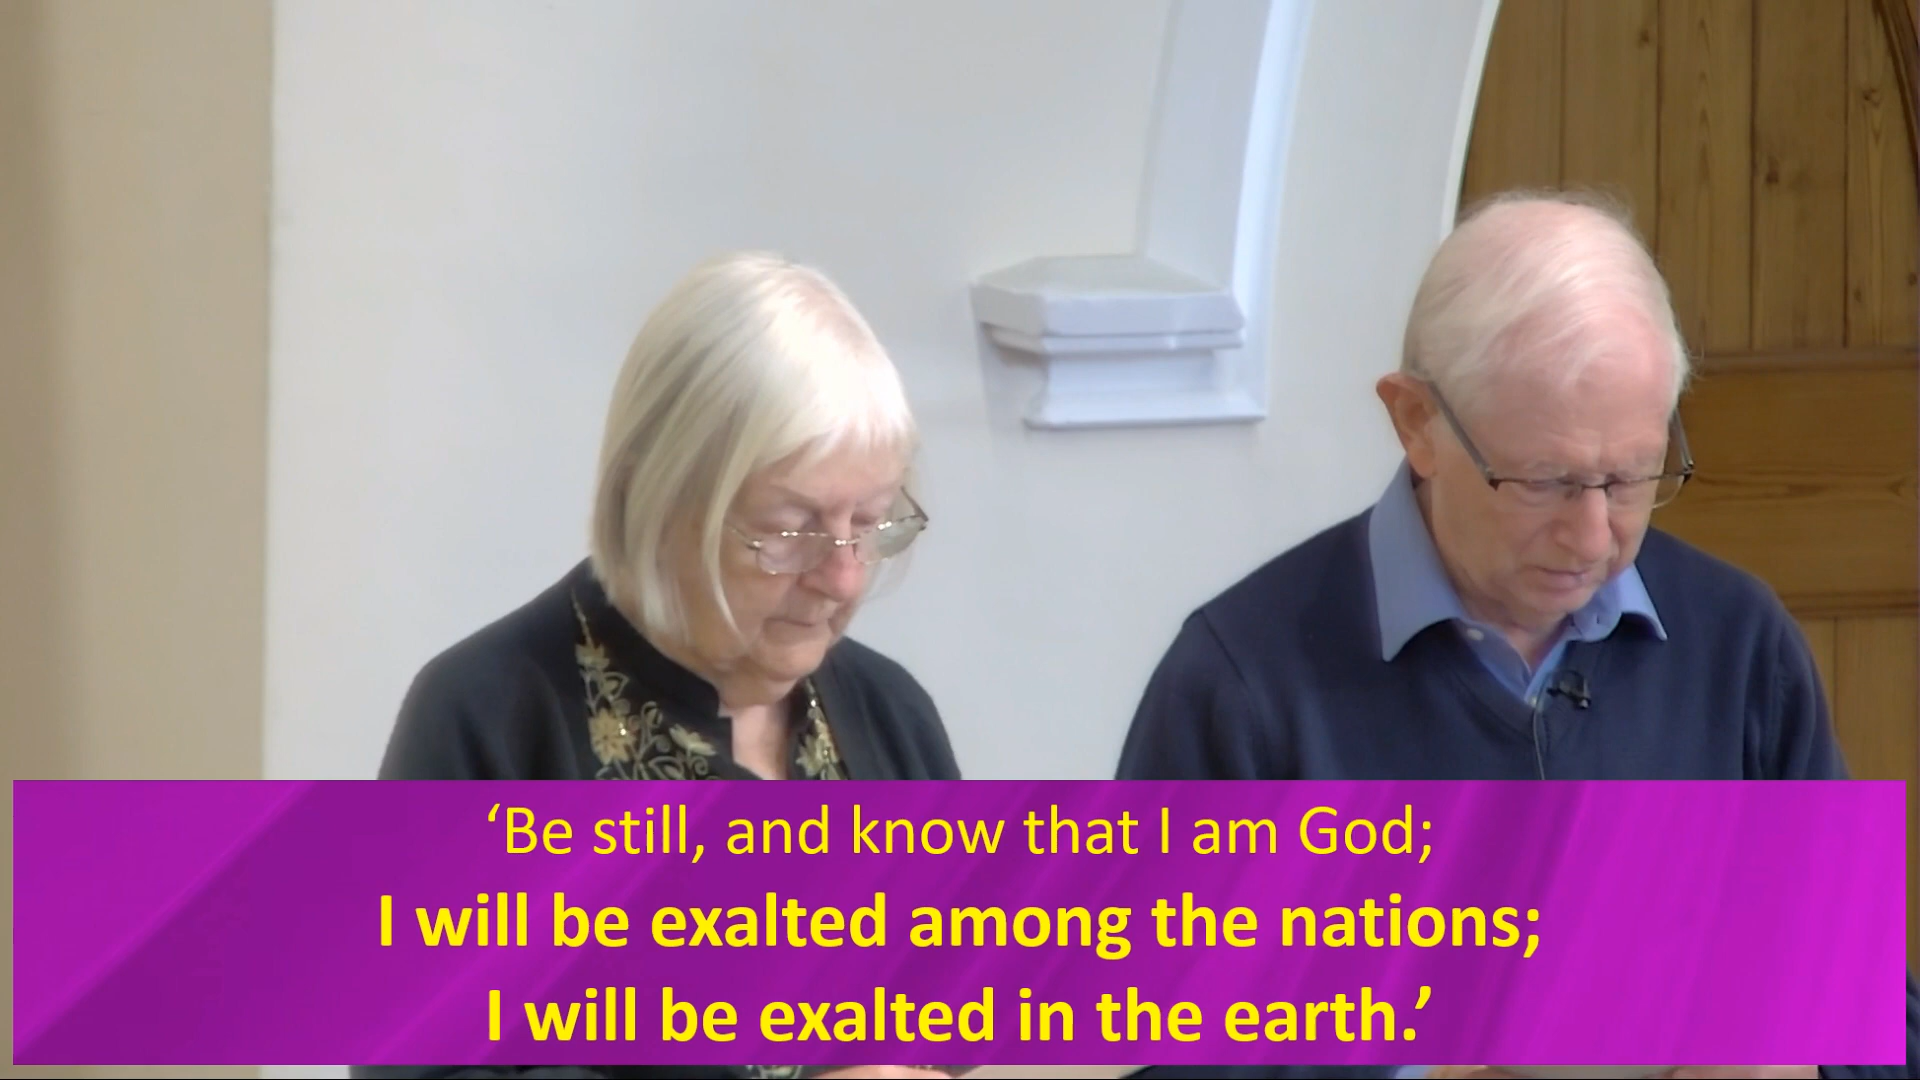 ‘Be still, and know that I am God;
I will be exalted among the nations;
I will be exalted in the earth.’